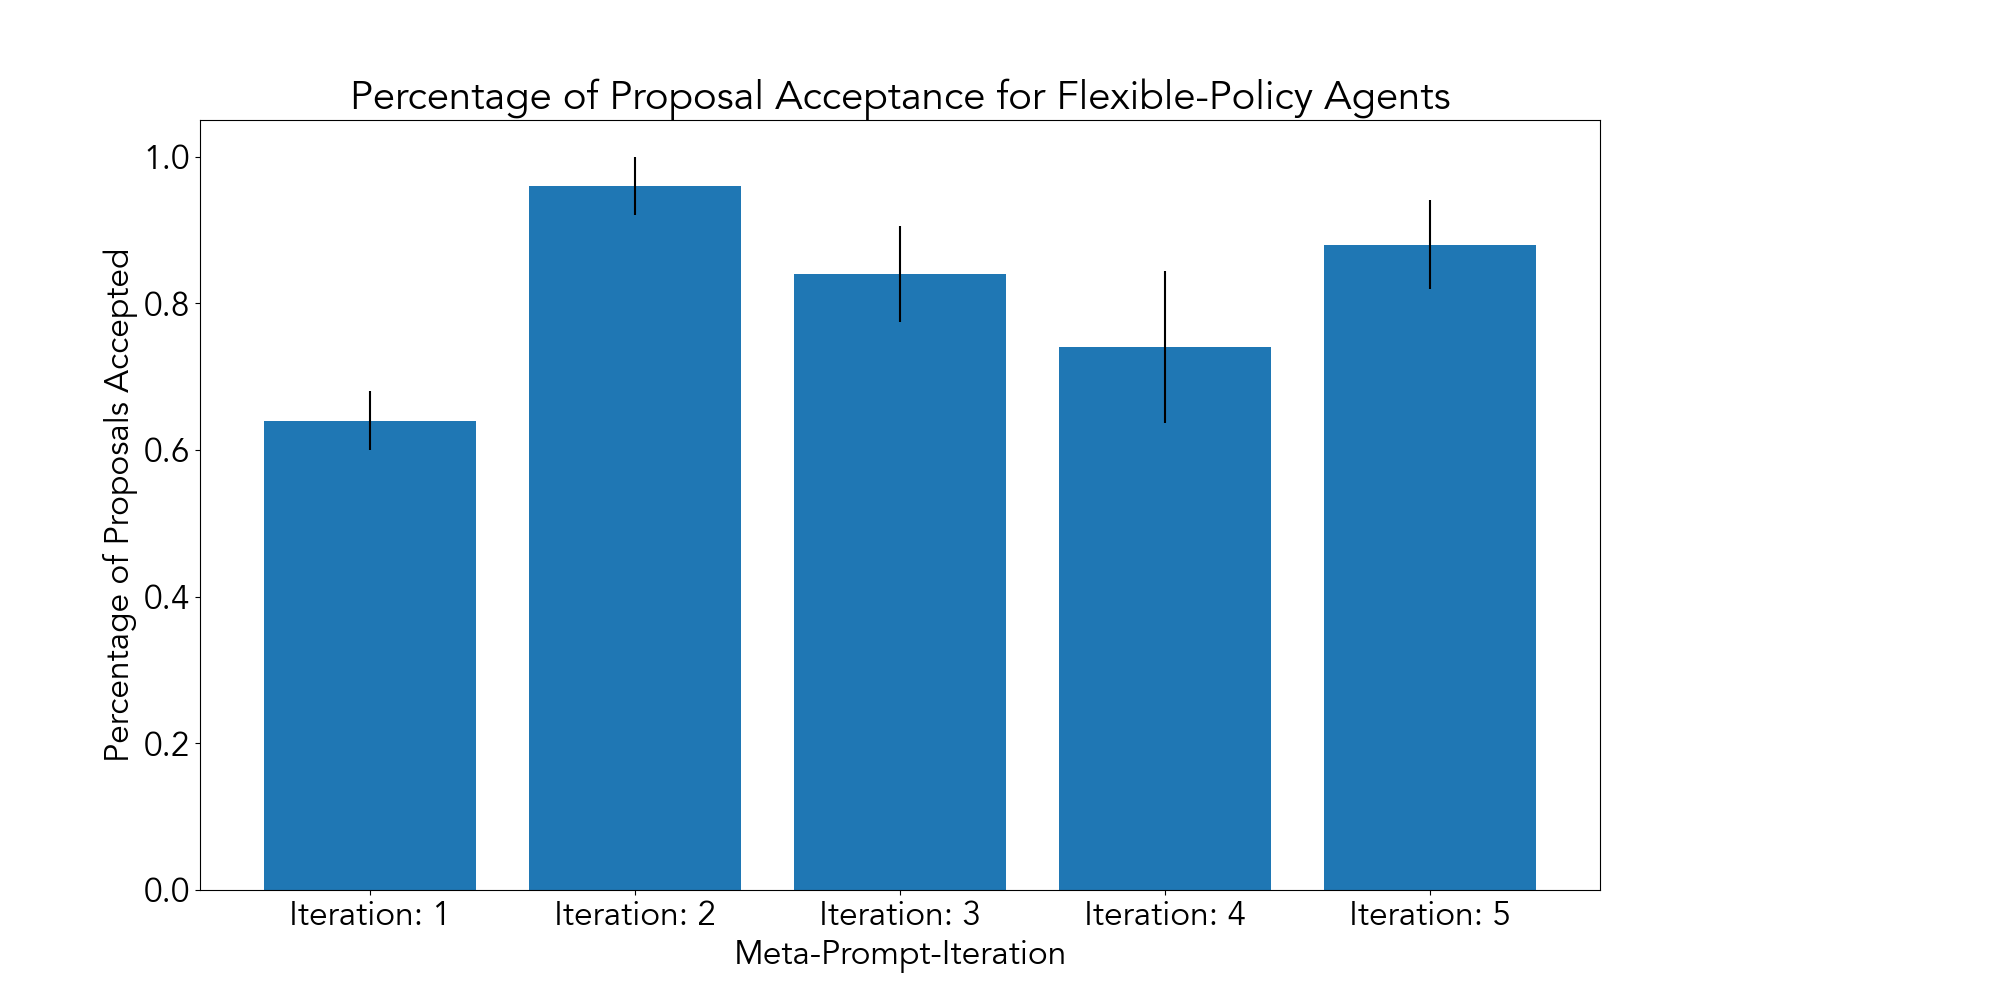 Percentage of Proposal Acceptance for Flexible-Policy Agents
Percentage of Proposals Accepted
1.0
0.8
0.6
0.4
0.2
0.0
Iteration: 1
Iteration: 2
Iteration: 3
Iteration: 4
Iteration: 5
Meta-Prompt-Iteration